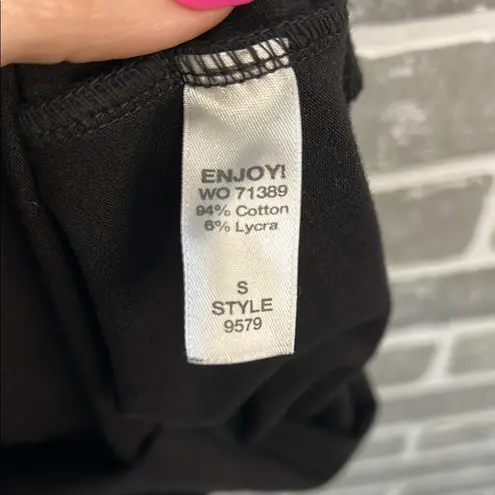 ENJOY!
WO 71389
94% Cotton
6% Lycra
S
STYLE
9579